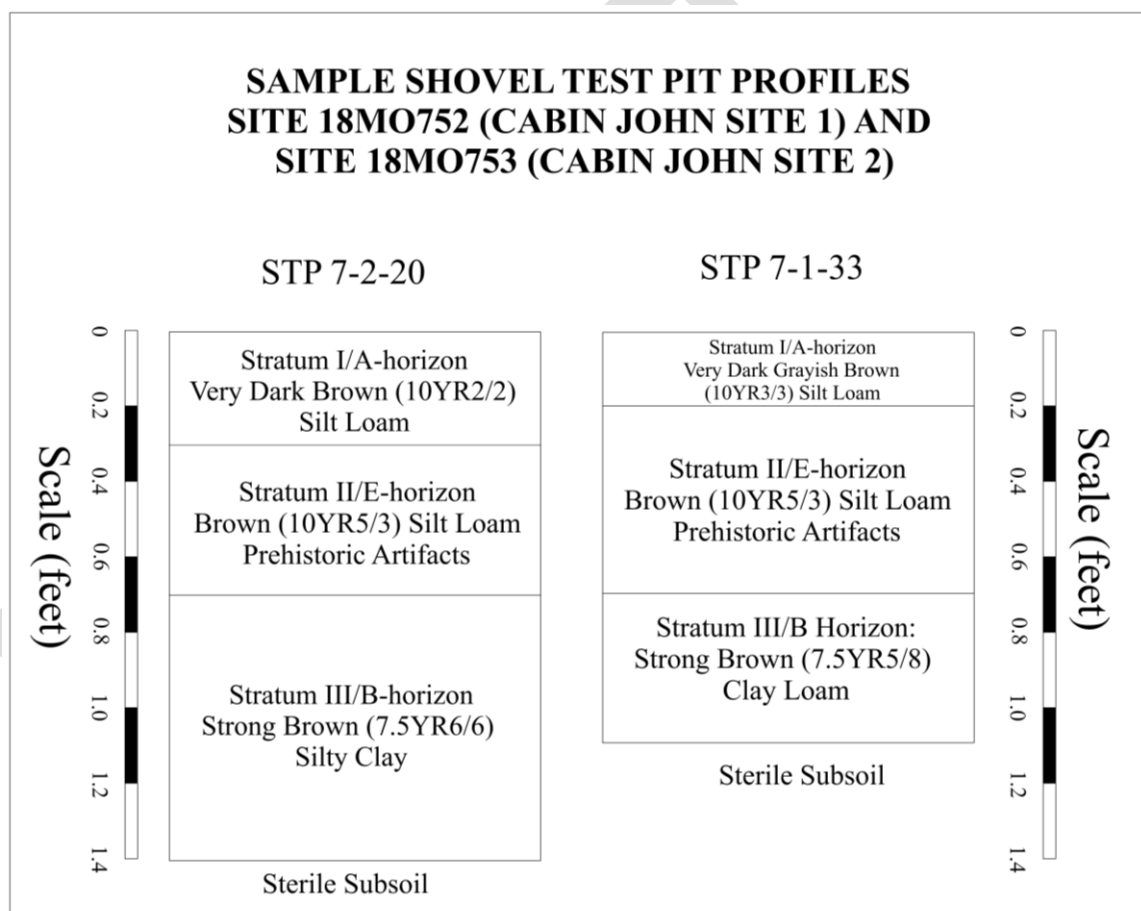 SAMPLE SHOVEL TEST PIT PROFILES
SITE 18MO752 (CABIN JOHN SITE 1) AND
SITE 18MO753 (CABIN JOHN SITE 2)
STP 7-2-20
Scale (feet)
0
0.2
0.4
0.6
0.8
1.0
1.2
1.4
Stratum I/A-horizon
Very Dark Brown (10YR2/2)
Silt Loam
Stratum II/E-horizon
Brown (10YR5/3) Silt Loam
Prehistoric Artifacts
Stratum III/B-horizon
Strong Brown (7.5YR6/6)
Silty Clay
Sterile Subsoil
STP 7-1-33
Stratum I/A-horizon
Very Dark Grayish Brown
(10YR3/3) Silt Loam
Stratum II/E-horizon
Brown (10YR5/3) Silt Loam
Prehistoric Artifacts
Stratum III/B Horizon:
Strong Brown (7.5YR5/8)
Clay Loam
Sterile Subsoil
0
0.2
0.4
0.6
0.8
1.0
1.2
1.4
Scale (feet)